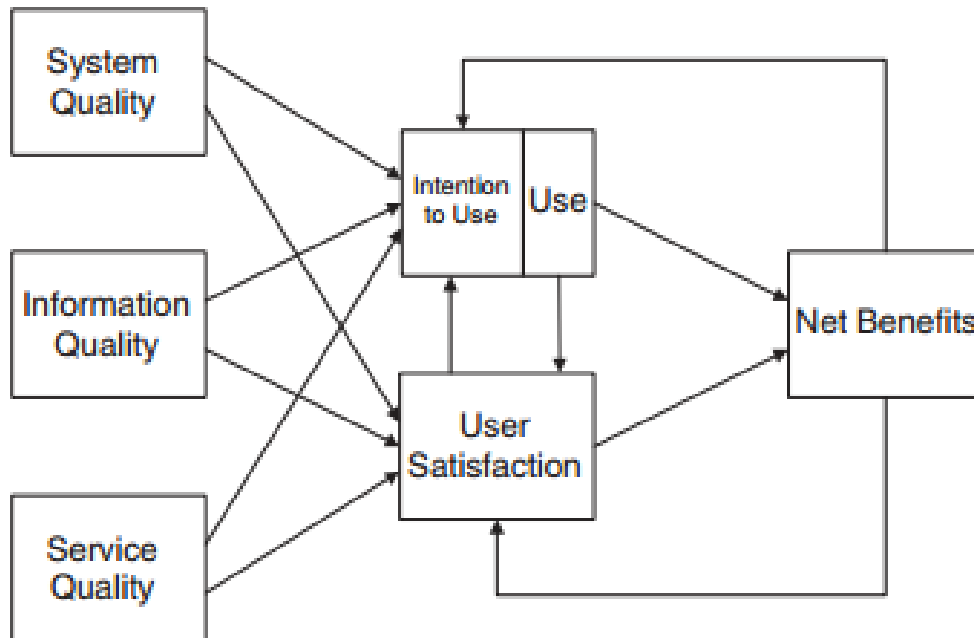 System
Quality
Intention
to Use
Use
Information
Quality
Net Benefits
User
Satisfaction
Service
Quality